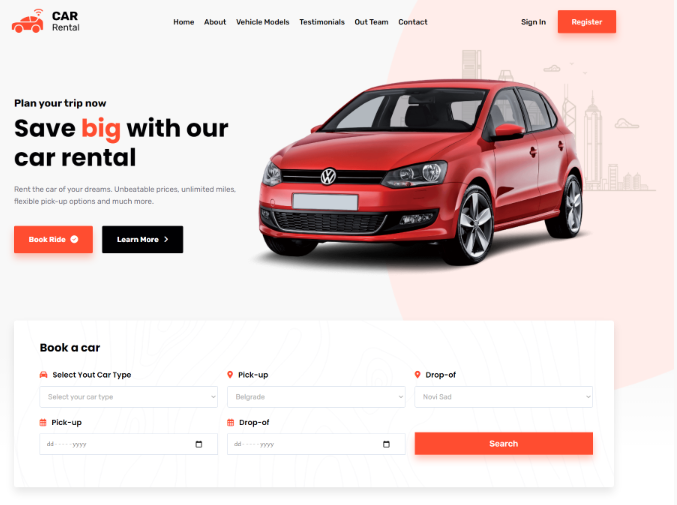 CAR
Rental
Home About Vehicle Models Testimonials Out Team Contact
Sign In Register
Plan your trip now
Save big with our
car rental
Rent the car of your dreams. Unbeatable prices, unlimited miles,
flexible pick-up options and much more.
Book Ride Learn More
Book a car
Select Yout Car Type Pick-up Drop-of
Select your car type Belgrade Novi Sad
Pick-up Drop-of
dd-----yyyy dd-----yyyy Search